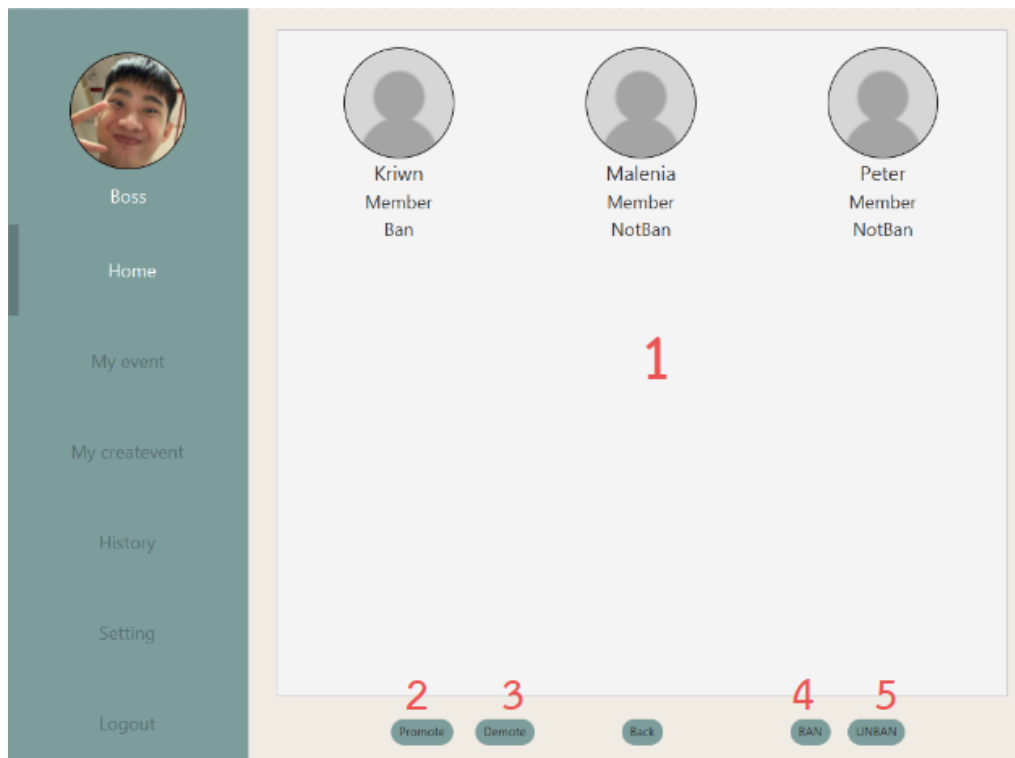 Boss
Home
My event
My createvent
History
Setting
Logout
Kriwn
Member
Ban
Malenia
Member
NotBan
Peter
Member
NotBan
1
2
3
4
5
Promote
Demote
Back
BAN
UNBAN